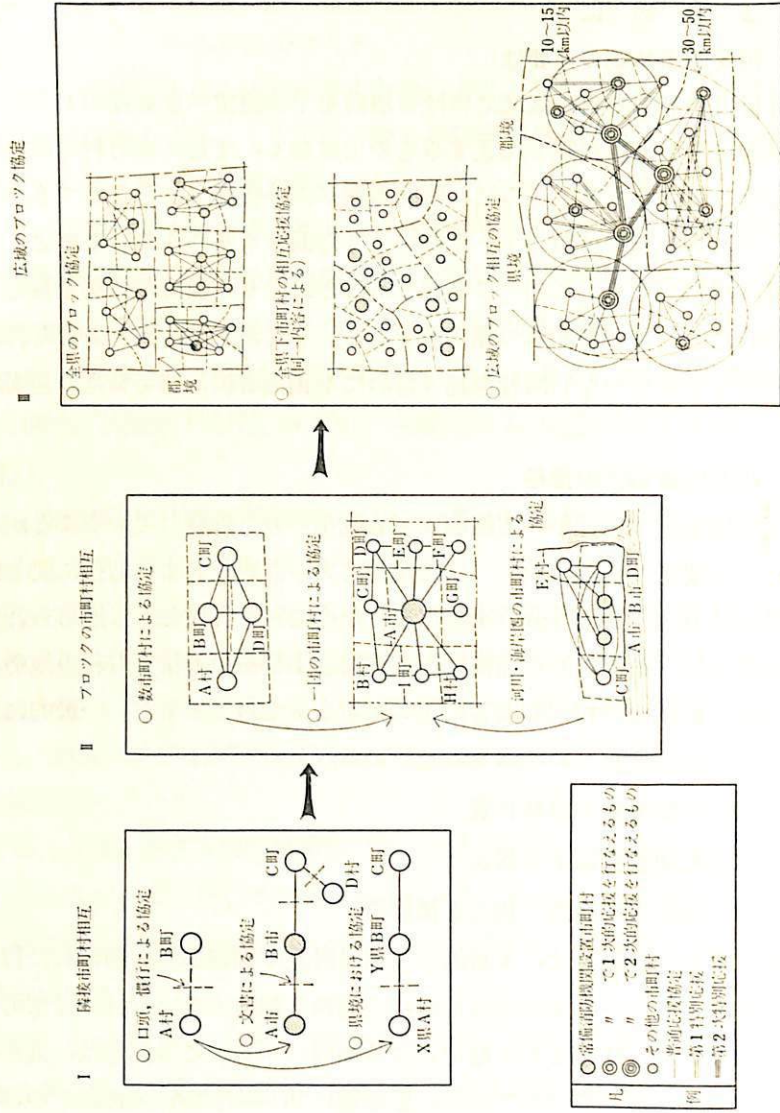 I 隣接市町村相互
○ 口頭,慣行による協定
A村 B町
○ 文書による協定
A市 B市 C町
D村
○ 県境における協定
X県A村 Y県B町 C町
II ブロックの市町村相互
○ 数市町村による協定
A村 B町 C町
D町
○ 一団の市町村による協定
B村 C町 D町
A市 E町
I町 F町
H村 G町
○ 河川・海岸圏の市町村による
協定
E村
C町 A市 B市 D町
III 広域のブロック協定
○ 全県のブロック協定
郡
境
○ 全県下市町村の相互応援協定
(同一内容による)
○ 広域のブロック相互の協定
県境 郡境
10~15
km以内
30~50
km以内
凡
例
常備消防機関設置市町村
〃 で1次的応援を行なえるもの
〃 で2次的応援を行なえるもの
その他の市町村
普通応援協定
第1特別応援
第2次特別応援